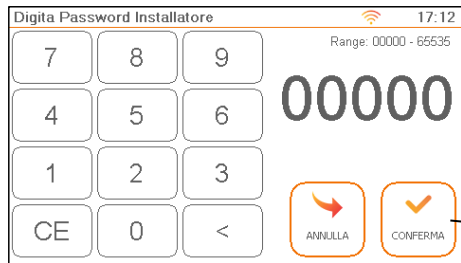 Digita Password Installatore 17:12
Range: 00000 - 65535
00000
7 8 9
4 5 6
1 2 3
CE 0 <
ANNULLA CONFERMA